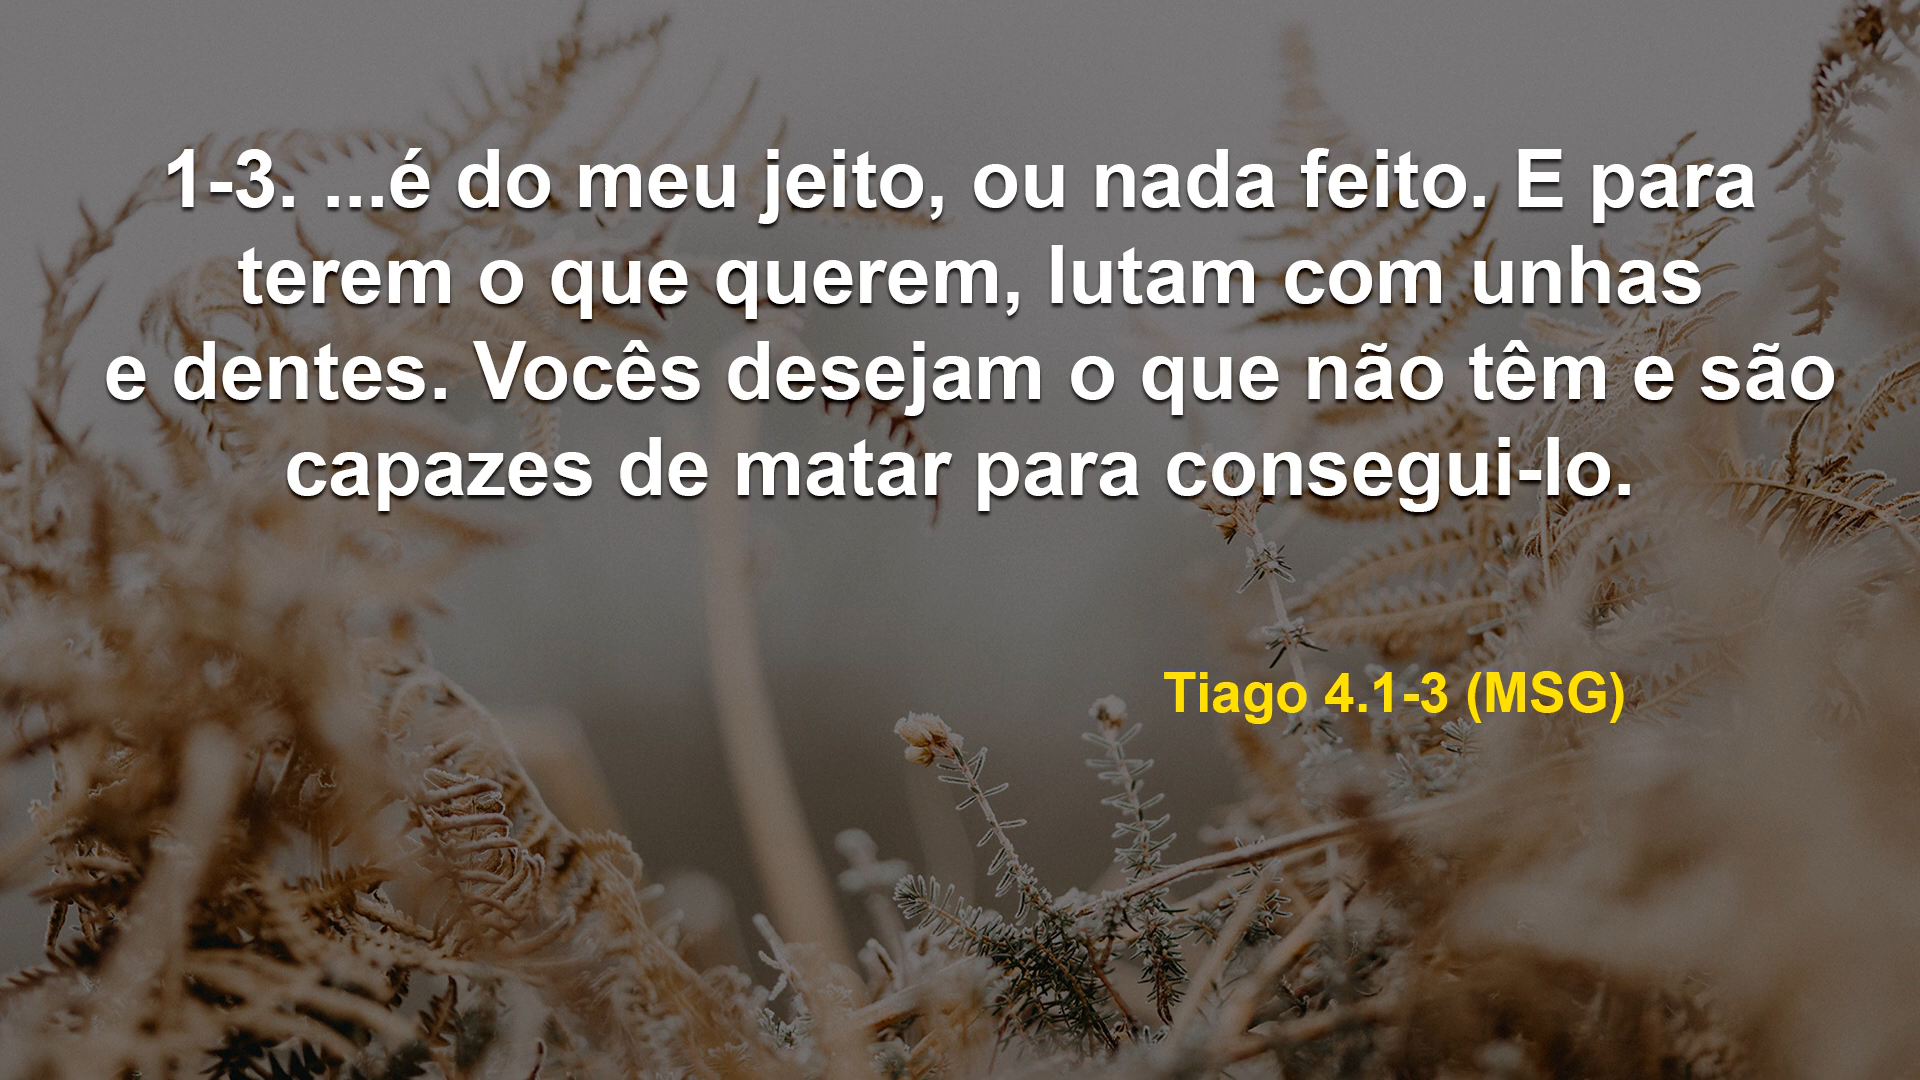 1-3. ...é do meu jeito, ou nada feito. E para
terem o que querem, lutam com unhas
e dentes. Vocês desejam o que não têm e são
capazes de matar para consegui-lo.
Tiago 4.1-3 (MSG)